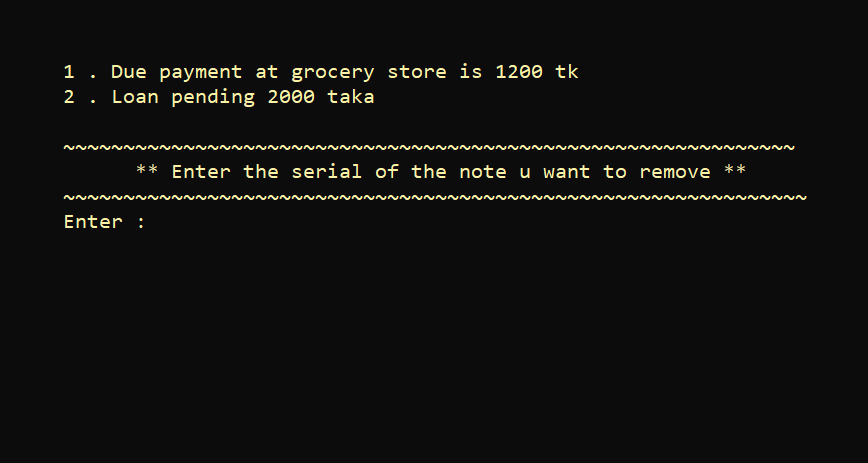 1 . Due payment at grocery store is 1200 tk
2 . Loan pending 2000 taka
~~~~~~~~~~~~~~~~~~~~~~~~~~~~~~~~~~~~~~~~~~~~~~~~~~~~~~~~~~~~~
** Enter the serial of the note u want to remove **
~~~~~~~~~~~~~~~~~~~~~~~~~~~~~~~~~~~~~~~~~~~~~~~~~~~~~~~~~~~~~~
Enter :